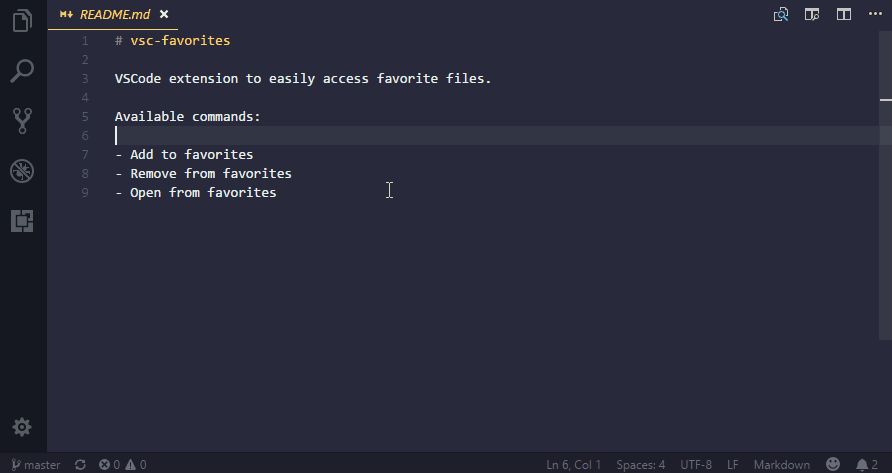 README.md
1 # vsc-favorites
2
3 VSCode extension to easily access favorite files.
4
5 Available commands:
6
7 - Add to favorites
8 - Remove from favorites
9 - Open from favorites
master 0 0 Ln 6, Col 1 Spaces: 4 UTF-8 LF Markdown 2